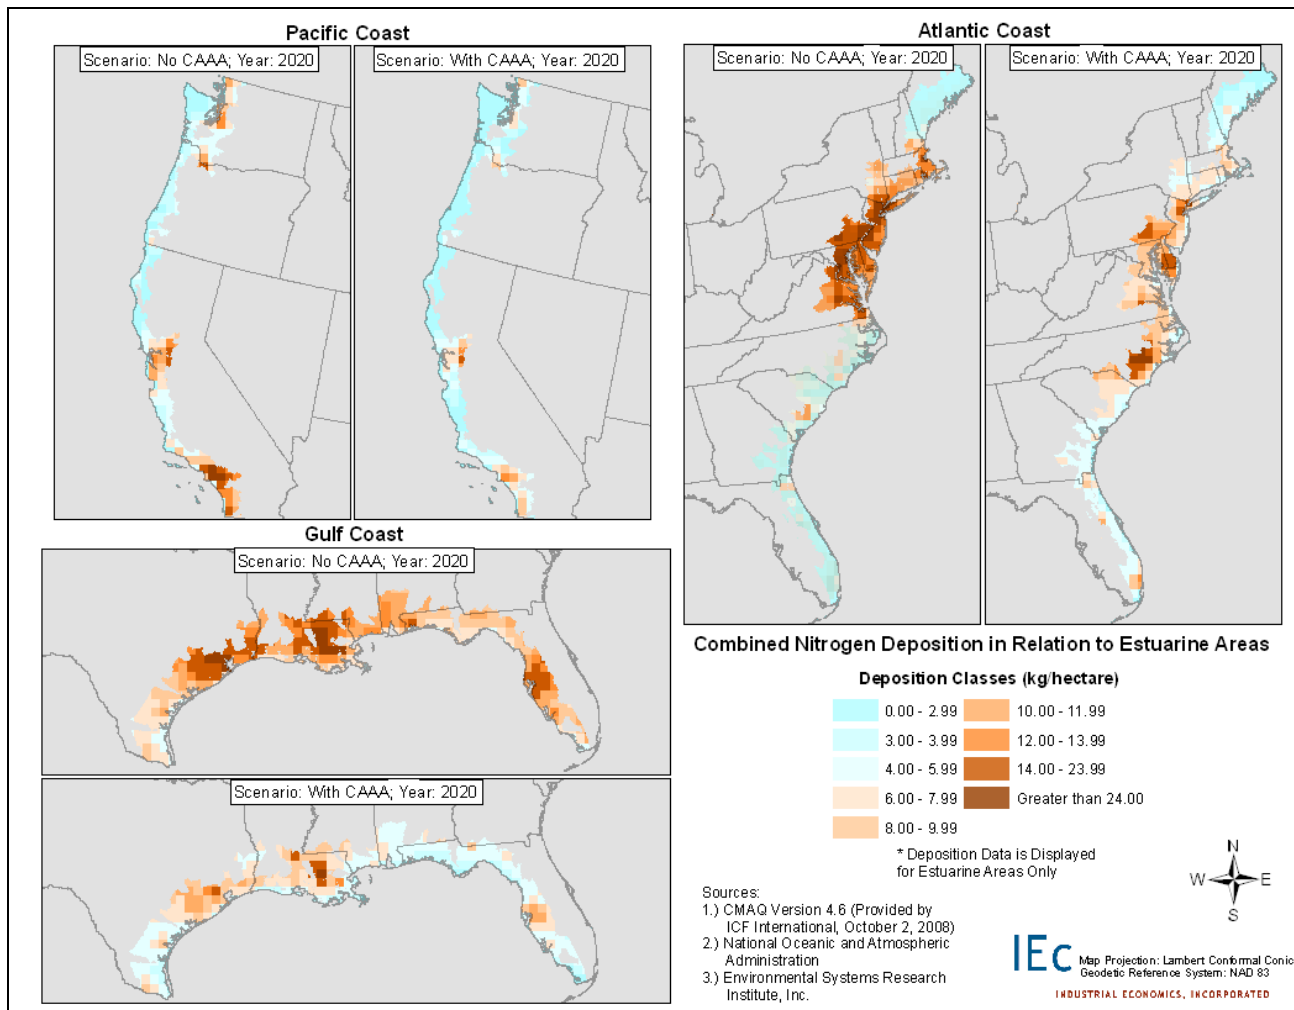 Pacific Coast
Scenario: No CAAA; Year: 2020
Scenario: With CAAA; Year: 2020
Atlantic Coast
Scenario: No CAAA; Year: 2020
Scenario: With CAAA; Year: 2020
Gulf Coast
Scenario: No CAAA; Year: 2020
Scenario: With CAAA; Year: 2020
Combined Nitrogen Deposition in Relation to Estuarine Areas
Deposition Classes (kg/hectare)
0.00 - 2.99
3.00 - 3.99
4.00 - 5.99
6.00 - 7.99
8.00 - 9.99
10.00 - 11.99
12.00 - 13.99
14.00 - 23.99
Greater than 24.00
* Deposition Data is Displayed
for Estuarine Areas Only
Sources:
1.) CMAQ Version 4.6 (Provided by
ICF International, October 2, 2008)
2.) National Oceanic and Atmospheric
Administration
3.) Environmental Systems Research
Institute, Inc.
N
W E
S
IEc
Map Projection: Lambert Conformal Conic
Geodetic Reference System: NAD 83
INDUSTRIAL ECONOMICS, INCORPORATED